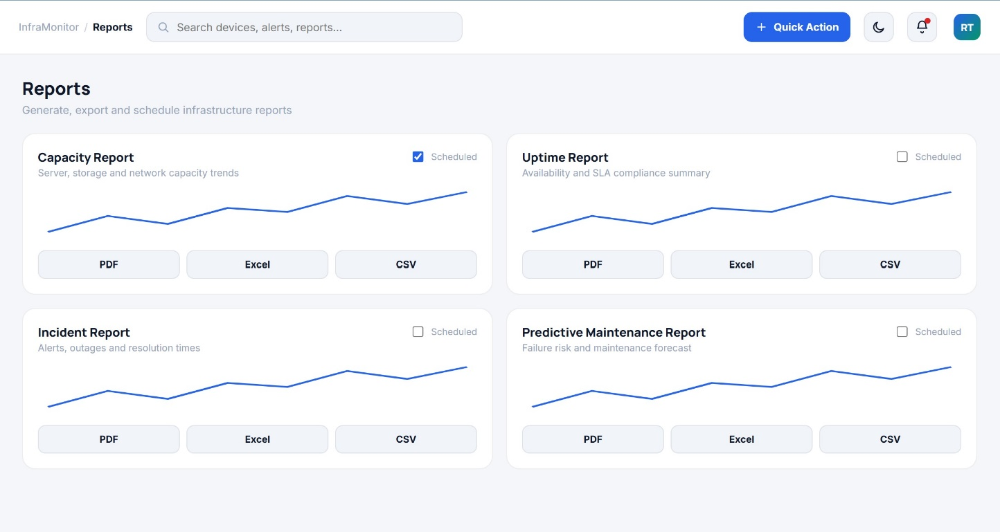 InfraMonitor / Reports
Search devices, alerts, reports...
+ Quick Action
RT
Reports
Generate, export and schedule infrastructure reports
Capacity Report
Scheduled
Server, storage and network capacity trends
PDF
Excel
CSV
Uptime Report
Scheduled
Availability and SLA compliance summary
PDF
Excel
CSV
Incident Report
Scheduled
Alerts, outages and resolution times
PDF
Excel
CSV
Predictive Maintenance Report
Scheduled
Failure risk and maintenance forecast
PDF
Excel
CSV